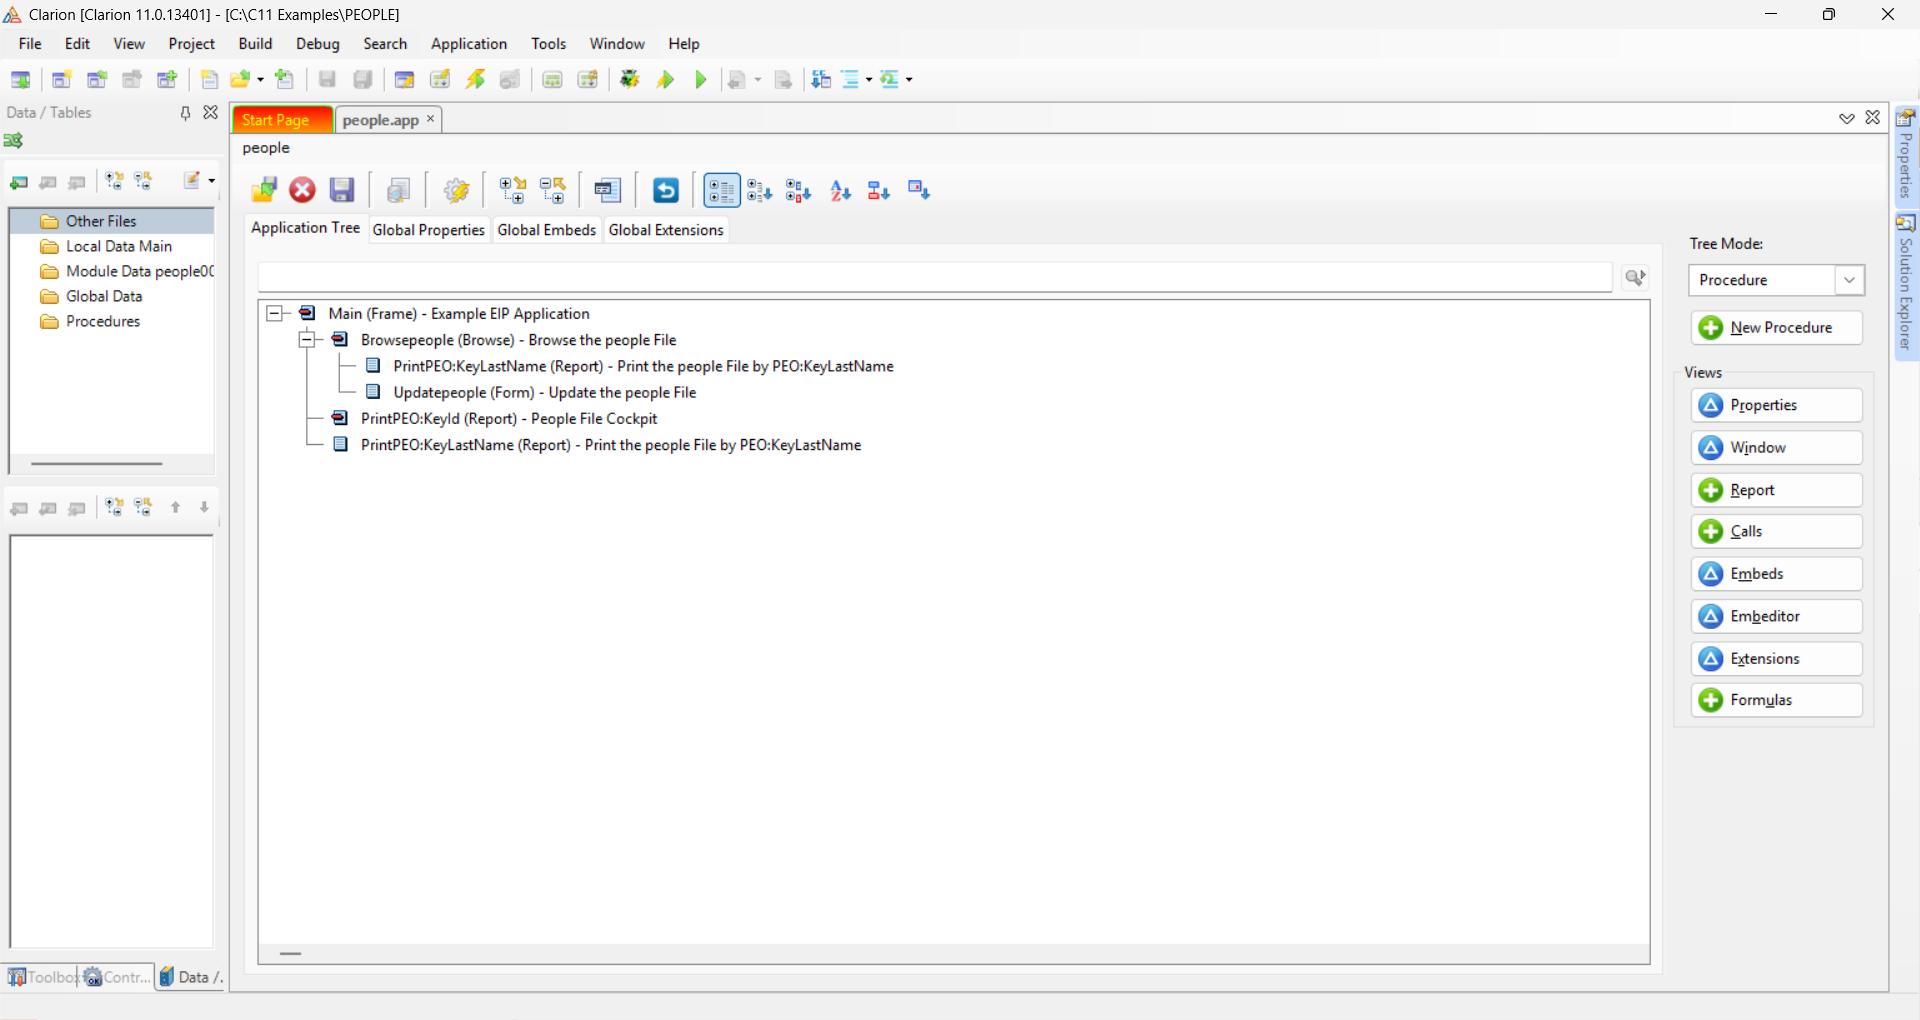 Clarion [Clarion 11.0.13401] - [C:\C11 Examples\PEOPLE]
File Edit View Project Build Debug Search Application Tools Window Help
Data / Tables
Start Page
people.app
people
Other Files
Local Data Main
Module Data people00
Global Data
Procedures
Application Tree
Global Properties
Global Embeds
Global Extensions
Main (Frame) - Example EIP Application
Browsepeople (Browse) - Browse the people File
PrintPEO:KeyLastName (Report) - Print the people File by PEO:KeyLastName
Updatepeople (Form) - Update the people File
PrintPEO:KeyId (Report) - People File Cockpit
PrintPEO:KeyLastName (Report) - Print the people File by PEO:KeyLastName
Tree Mode:
Procedure
New Procedure
Views
Properties
Window
Report
Calls
Embeds
Embeditor
Extensions
Formulas
Properties
Solution Explorer
Toolbox
Contr...
Data /.